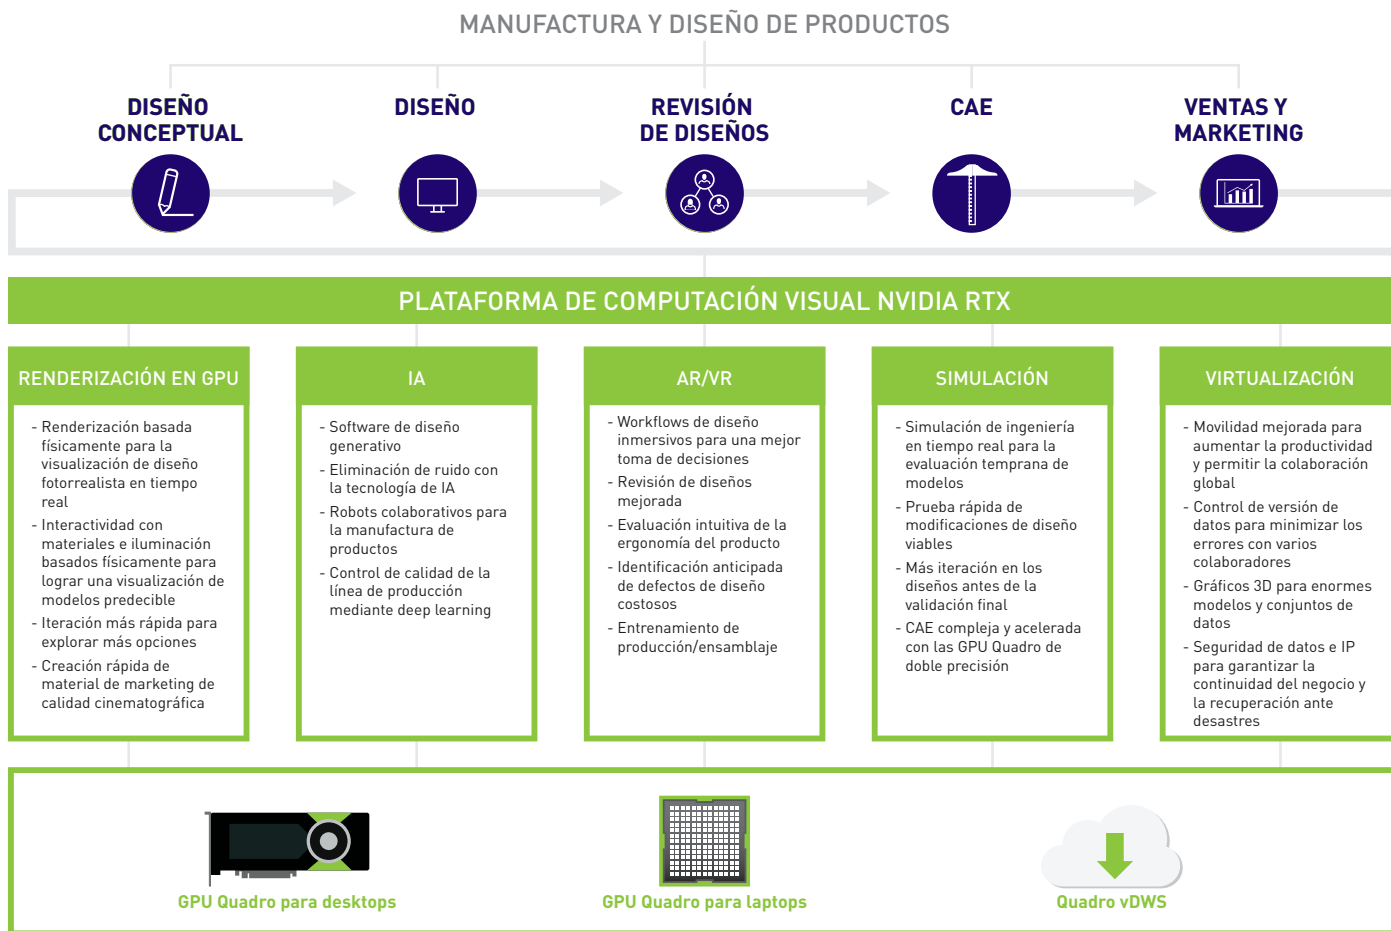 MANUFACTURA Y DISEÑO DE PRODUCTOS
DISEÑO
CONCEPTUAL
DISEÑO
REVISIÓN
DE DISEÑOS
CAE
VENTAS Y
MARKETING
PLATAFORMA DE COMPUTACIÓN VISUAL NVIDIA RTX
RENDERIZACIÓN EN GPU
- Renderización basada
físicamente para la
visualización de diseño
fotorrealista en tiempo
real
- Interactividad con
materiales e iluminación
basados físicamente para
lograr una visualización de
modelos predecible
- Iteración más rápida para
explorar más opciones
- Creación rápida de
material de marketing de
calidad cinematográfica
IA
- Software de diseño
generativo
- Eliminación de ruido con
la tecnología de IA
- Robots colaborativos para
la manufactura de
productos
- Control de calidad de la
línea de producción
mediante deep learning
AR/VR
- Workflows de diseño
inmersivos para una mejor
toma de decisiones
- Revisión de diseños
mejorada
- Evaluación intuitiva de la
ergonomía del producto
- Identificación anticipada
de defectos de diseño
costosos
- Entrenamiento de
producción/ensamblaje
SIMULACIÓN
- Simulación de ingeniería
en tiempo real para la
evaluación temprana de
modelos
- Prueba rápida de
modificaciones de diseño
viables
- Más iteración en los
diseños antes de la
validación final
- CAE compleja y acelerada
con las GPU Quadro de
doble precisión
VIRTUALIZACIÓN
- Movilidad mejorada para
aumentar la productividad
y permitir la colaboración
global
- Control de versión de
datos para minimizar los
errores con varios
colaboradores
- Gráficos 3D para enormes
modelos y conjuntos de
datos
- Seguridad de datos e IP
para garantizar la
continuidad del negocio y
la recuperación ante
desastres
GPU Quadro para desktops
GPU Quadro para laptops
Quadro vDWS